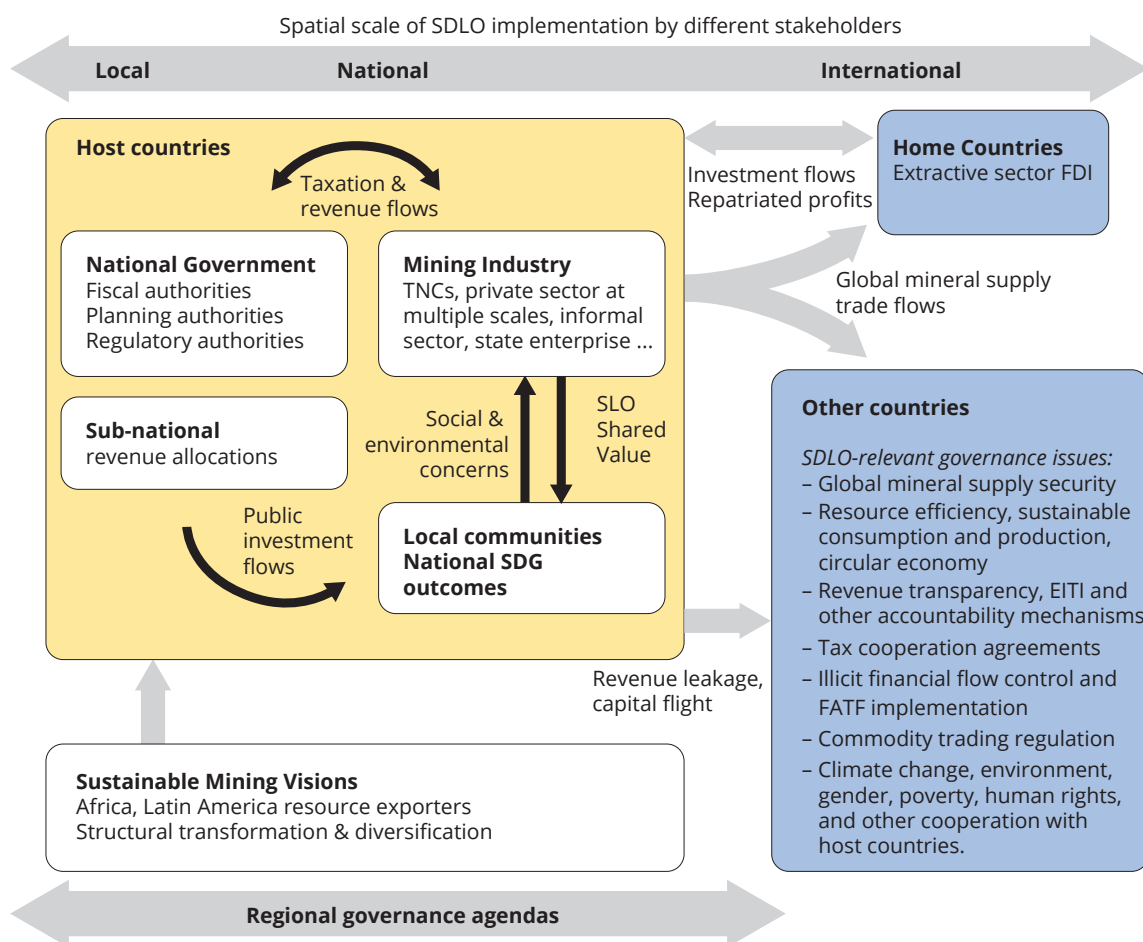 Spatial scale of SDLO implementation by different stakeholders
Local
National
International
Host countries
Taxation &
revenue flows
National Government
Fiscal authorities
Planning authorities
Regulatory authorities
Mining Industry
TNCs, private sector at
multiple scales, informal
sector, state enterprise ...
Sub-national
revenue allocations
Social &
environmental
concerns
SLO
Shared
Value
Public
investment
flows
Local communities
National SDG
outcomes
Investment flows
Repatriated profits
Home Countries
Extractive sector FDI
Global mineral supply
trade flows
Other countries
SDLO-relevant governance issues:
– Global mineral supply security
– Resource efficiency, sustainable
consumption and production,
circular economy
– Revenue transparency, EITI and
other accountability mechanisms
– Tax cooperation agreements
– Illicit financial flow control and
FATF implementation
– Commodity trading regulation
– Climate change, environment,
gender, poverty, human rights,
and other cooperation with
host countries.
Revenue leakage,
capital flight
Sustainable Mining Visions
Africa, Latin America resource exporters
Structural transformation & diversification
Regional governance agendas